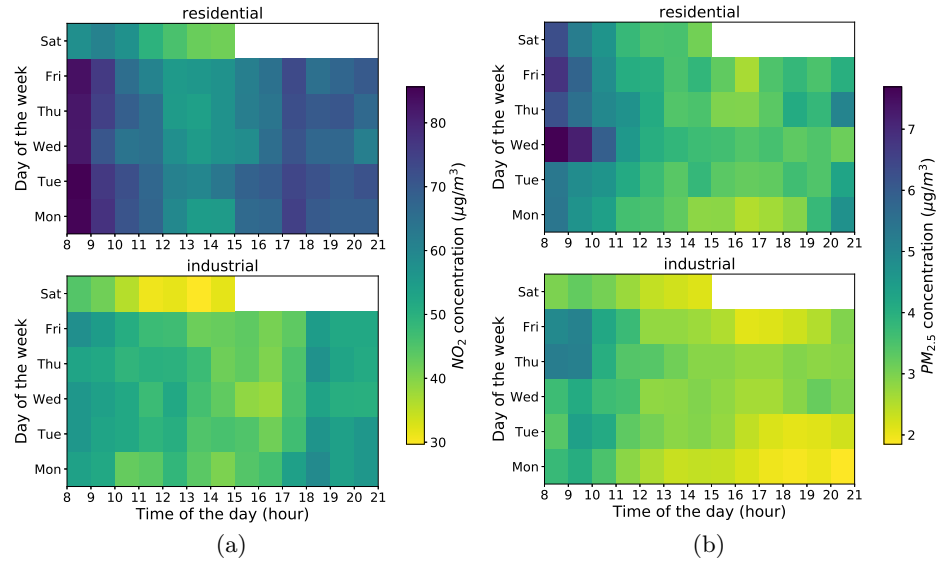 residential
Day of the week
Sat
Fri
Thu
Wed
Tue
Mon
8 9 10 11 12 13 14 15 16 17 18 19 20 21
industrial
Day of the week
Sat
Fri
Thu
Wed
Tue
Mon
8 9 10 11 12 13 14 15 16 17 18 19 20 21
Time of the day (hour)
80
70
60
50
40
30
NO₂ concentration (μg/m³)
(a)
residential
Day of the week
Sat
Fri
Thu
Wed
Tue
Mon
8 9 10 11 12 13 14 15 16 17 18 19 20 21
industrial
Day of the week
Sat
Fri
Thu
Wed
Tue
Mon
8 9 10 11 12 13 14 15 16 17 18 19 20 21
Time of the day (hour)
7
6
5
4
3
2
PM₂.₅ concentration (μg/m³)
(b)